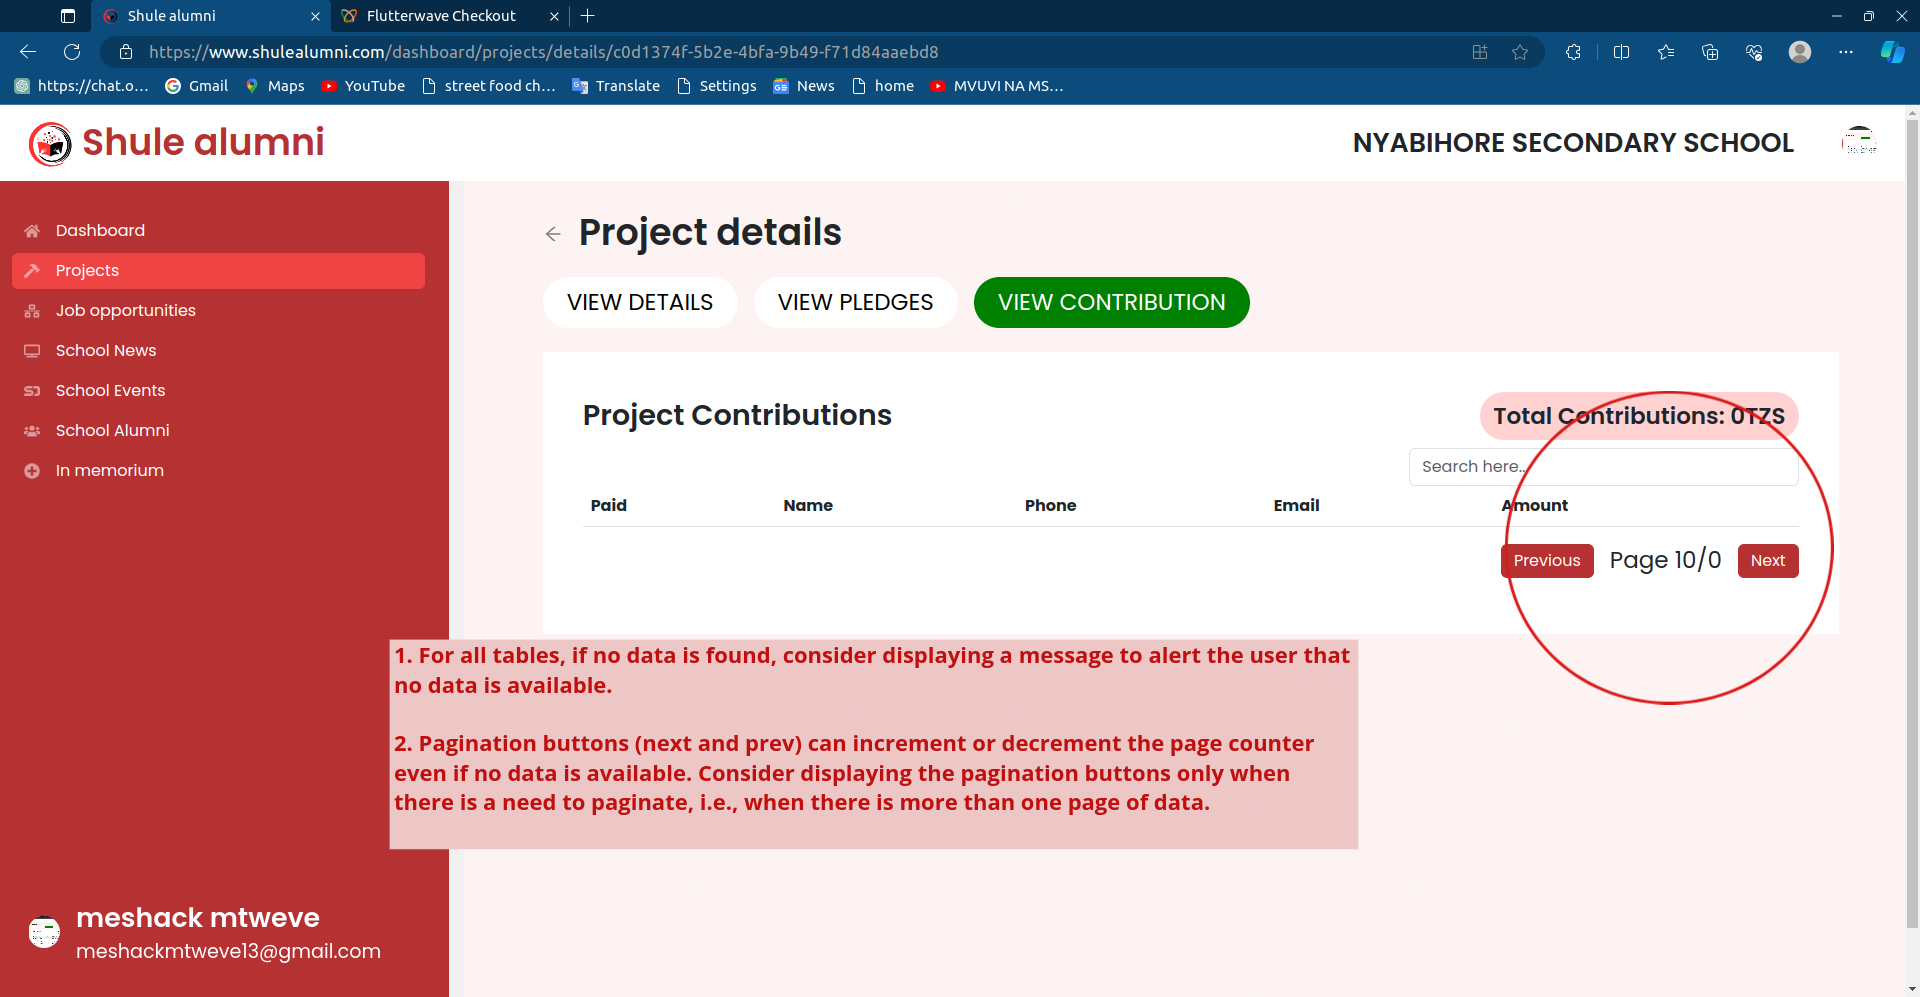 Shule alumni
Flutterwave Checkout
https://www.shulealumni.com/dashboard/projects/details/c0d1374f-5b2e-4bfa-9b49-f71d84aaebd8
https://chat.o... Gmail Maps YouTube street food ch... Translate Settings News home MVUVI NA MS...
Shule alumni
NYABIHORE SECONDARY SCHOOL
Dashboard
Projects
Job opportunities
School News
School Events
School Alumni
In memorium
meshack mtweve
meshackmtweve13@gmail.com
Project details
VIEW DETAILS VIEW PLEDGES VIEW CONTRIBUTION
Project Contributions
Total Contributions: 0TZS
Search here..
Paid Name Phone Email Amount
Previous Page 10/0 Next
1. For all tables, if no data is found, consider displaying a message to alert the user that
no data is available.
2. Pagination buttons (next and prev) can increment or decrement the page counter
even if no data is available. Consider displaying the pagination buttons only when
there is a need to paginate, i.e., when there is more than one page of data.